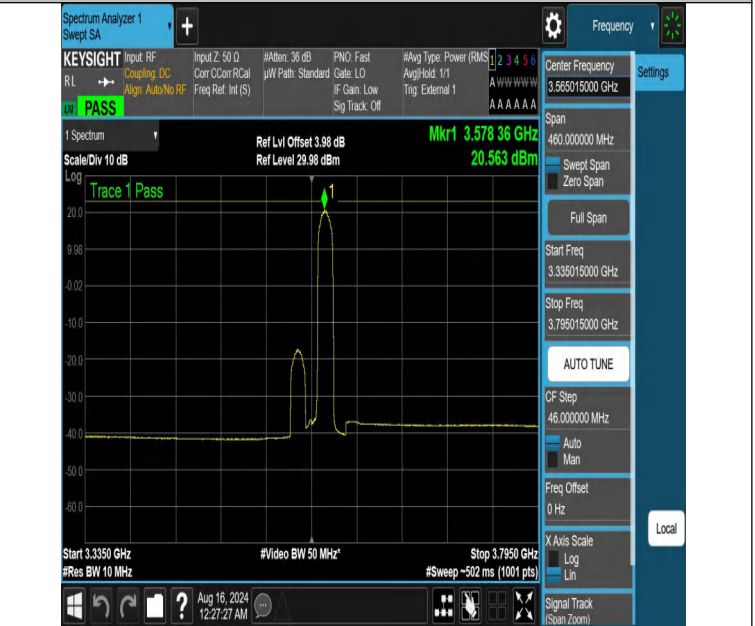 Spectrum Analyzer 1
Swept SA
+
Frequency
KEYSIGHT
RL
PASS
Input: RF
Coupling: DC
Align: Auto/No RF
Input Z: 50 Ω
Corr CCorr RCal
Freq Ref: Int (S)
#Atten: 36 dB
µW Path: Standard
PNO: Fast
Gate: LO
IF Gain: Low
Sig Track: Off
#Avg Type: Power (RMS
Avg|Hold: 1/1
Trig: External 1
1 2 3 4 5 6
A W W W W W
A A A A A A
1 Spectrum
Scale/Div 10 dB
Ref Lvl Offset 3.98 dB
Ref Level 29.98 dBm
Mkr1 3.578 36 GHz
20.563 dBm
Log
Trace 1 Pass
1
20.0
9.98
-0.02
-10.0
-20.0
-30.0
-40.0
-50.0
-60.0
Start 3.3350 GHz
#Res BW 10 MHz
#Video BW 50 MHz*
Stop 3.7950 GHz
#Sweep ~502 ms (1001 pts)
?
Aug 16, 2024
12:27:27 AM
Center Frequency
3.565015000 GHz
Settings
Span
460.000000 MHz
Swept Span
Zero Span
Full Span
Start Freq
3.335015000 GHz
Stop Freq
3.795015000 GHz
AUTO TUNE
CF Step
46.000000 MHz
Auto
Man
Freq Offset
0 Hz
X Axis Scale
Log
Lin
Local
Signal Track
(Span Zoom)